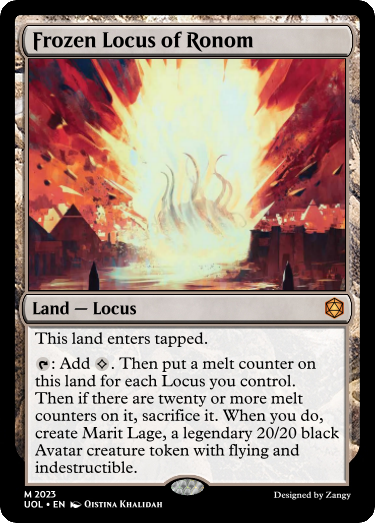 Frozen Locus of Ronom
Land — Locus
This land enters tapped.
: Add . Then put a melt counter on
this land for each Locus you control.
Then if there are twenty or more melt
counters on it, sacrifice it. When you do,
create Marit Lage, a legendary 20/20 black
Avatar creature token with flying and
indestructible.
M 2023
UOL • EN Oistina Khalidah
Designed by Zangy